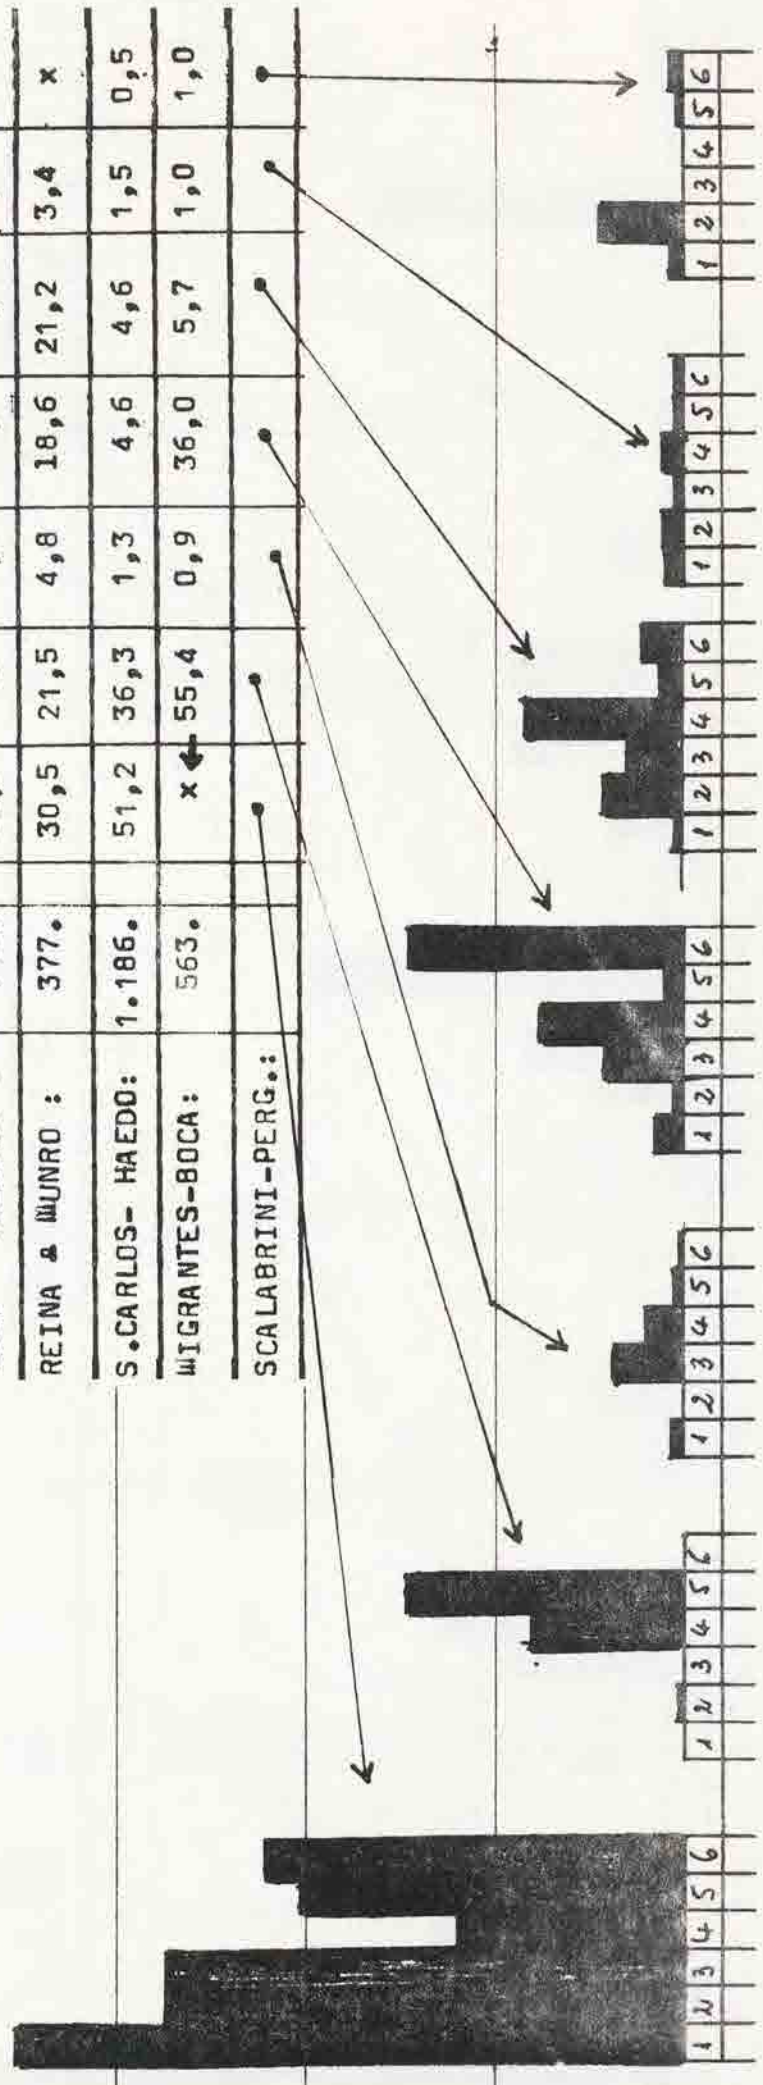 REINA & MUNRO : 377. 30,5 21,5 4,8 18,6 21,2 3,4 x
S.CARLOS- HAEDO: 1.186. 51,2 36,3 1,3 4,6 4,6 1,5 0,5
MIGRANTES-BOCA: 563. x ← 55,4 0,9 36,0 5,7 1,0 1,0
SCALABRINI-PERG.:
1 2 3 4 5 6
1 2 3 4 5 6
1 2 3 4 5 6
1 2 3 4 5 6
1 2 3 4 5 6
1 2 3 4 5 6
1 2 3 4 5 6